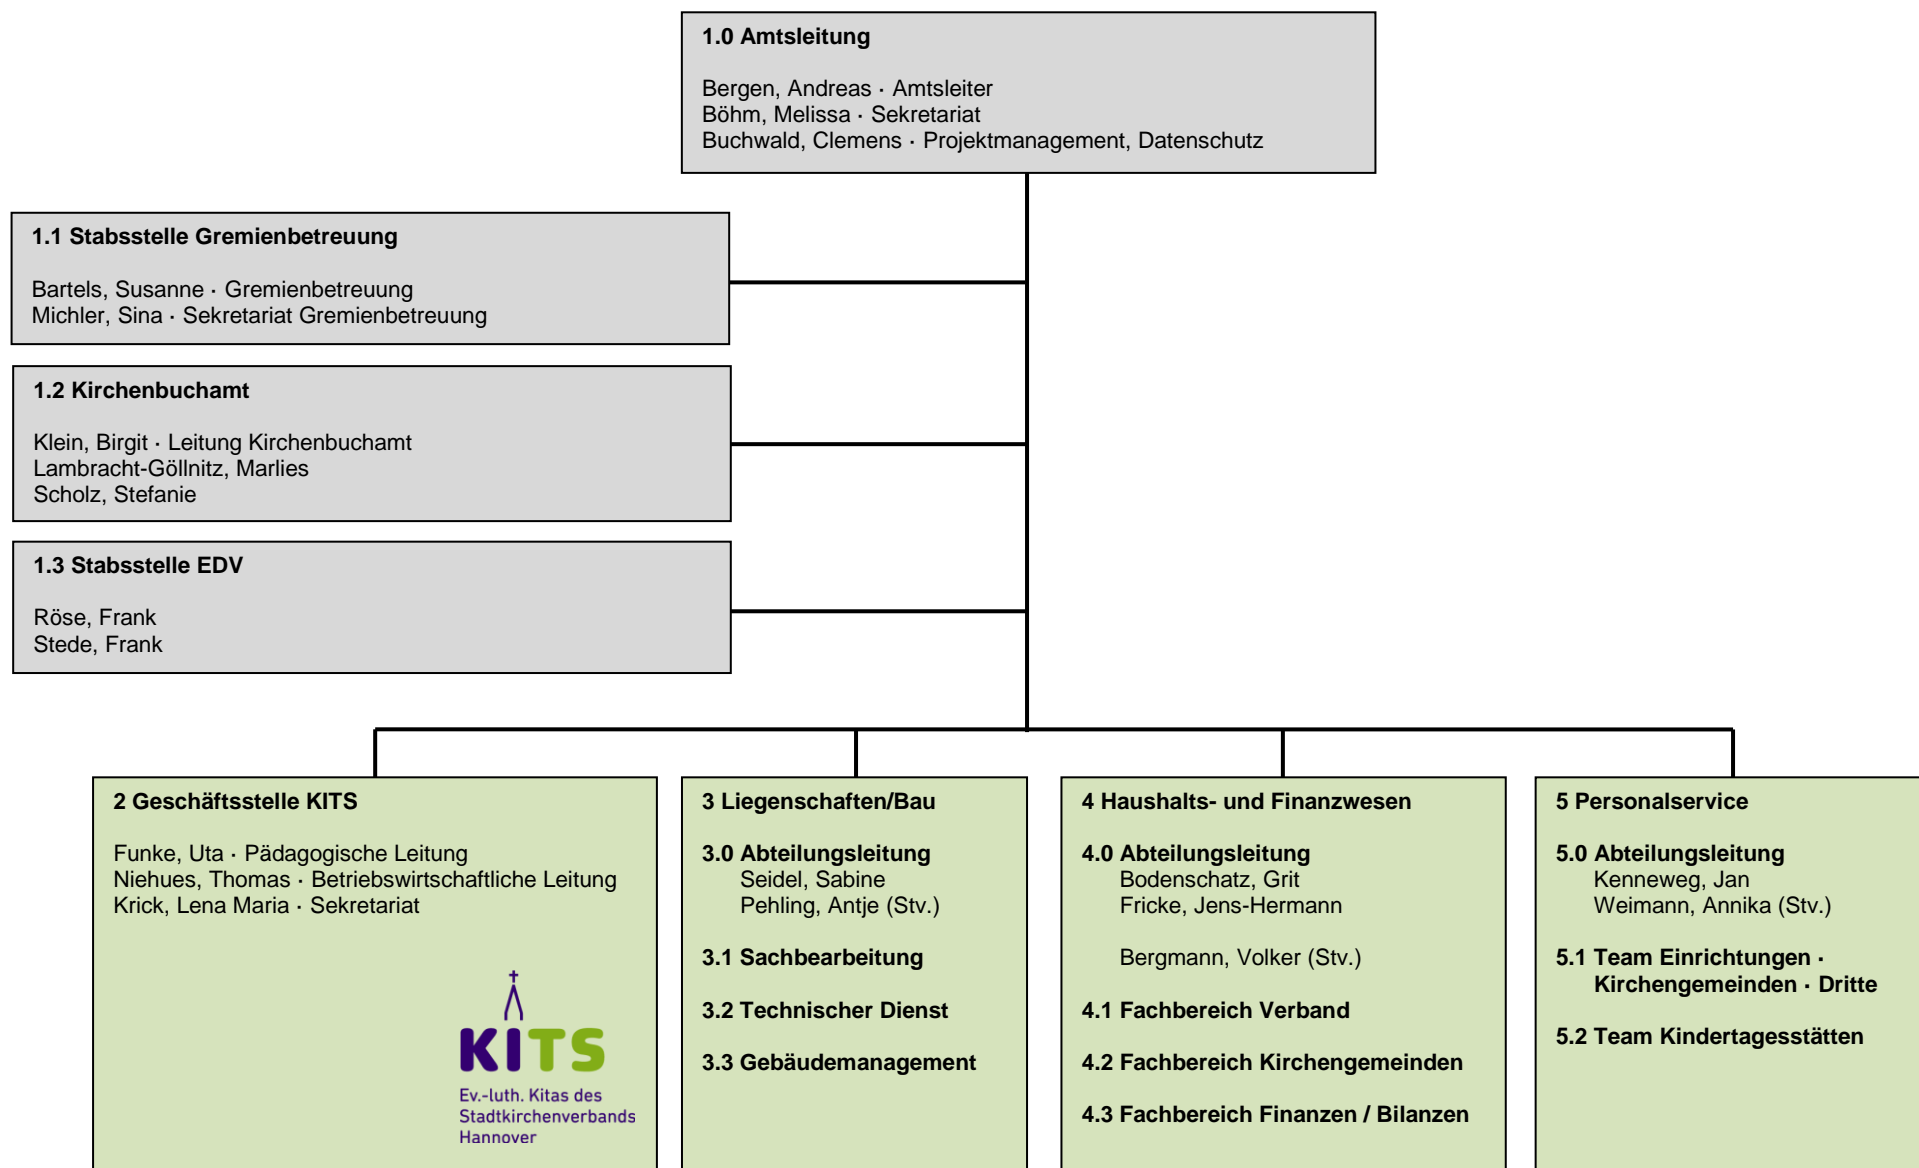 1.0 Amtsleitung
Bergen, Andreas · Amtsleiter
Böhm, Melissa · Sekretariat
Buchwald, Clemens · Projektmanagement, Datenschutz
1.1 Stabsstelle Gremienbetreuung
Bartels, Susanne · Gremienbetreuung
Michler, Sina · Sekretariat Gremienbetreuung
1.2 Kirchenbuchamt
Klein, Birgit · Leitung Kirchenbuchamt
Lambracht-Göllnitz, Marlies
Scholz, Stefanie
1.3 Stabsstelle EDV
Röse, Frank
Stede, Frank
2 Geschäftsstelle KITS
Funke, Uta · Pädagogische Leitung
Niehues, Thomas · Betriebswirtschaftliche Leitung
Krick, Lena Maria · Sekretariat
KITS
Ev.-luth. Kitas des
Stadtkirchenverbands
Hannover
3 Liegenschaften/Bau
3.0 Abteilungsleitung
Seidel, Sabine
Pehling, Antje (Stv.)
3.1 Sachbearbeitung
3.2 Technischer Dienst
3.3 Gebäudemanagement
4 Haushalts- und Finanzwesen
4.0 Abteilungsleitung
Bodenschatz, Grit
Fricke, Jens-Hermann
Bergmann, Volker (Stv.)
4.1 Fachbereich Verband
4.2 Fachbereich Kirchengemeinden
4.3 Fachbereich Finanzen / Bilanzen
5 Personalservice
5.0 Abteilungsleitung
Kenneweg, Jan
Weimann, Annika (Stv.)
5.1 Team Einrichtungen ·
Kirchengemeinden · Dritte
5.2 Team Kindertagesstätten